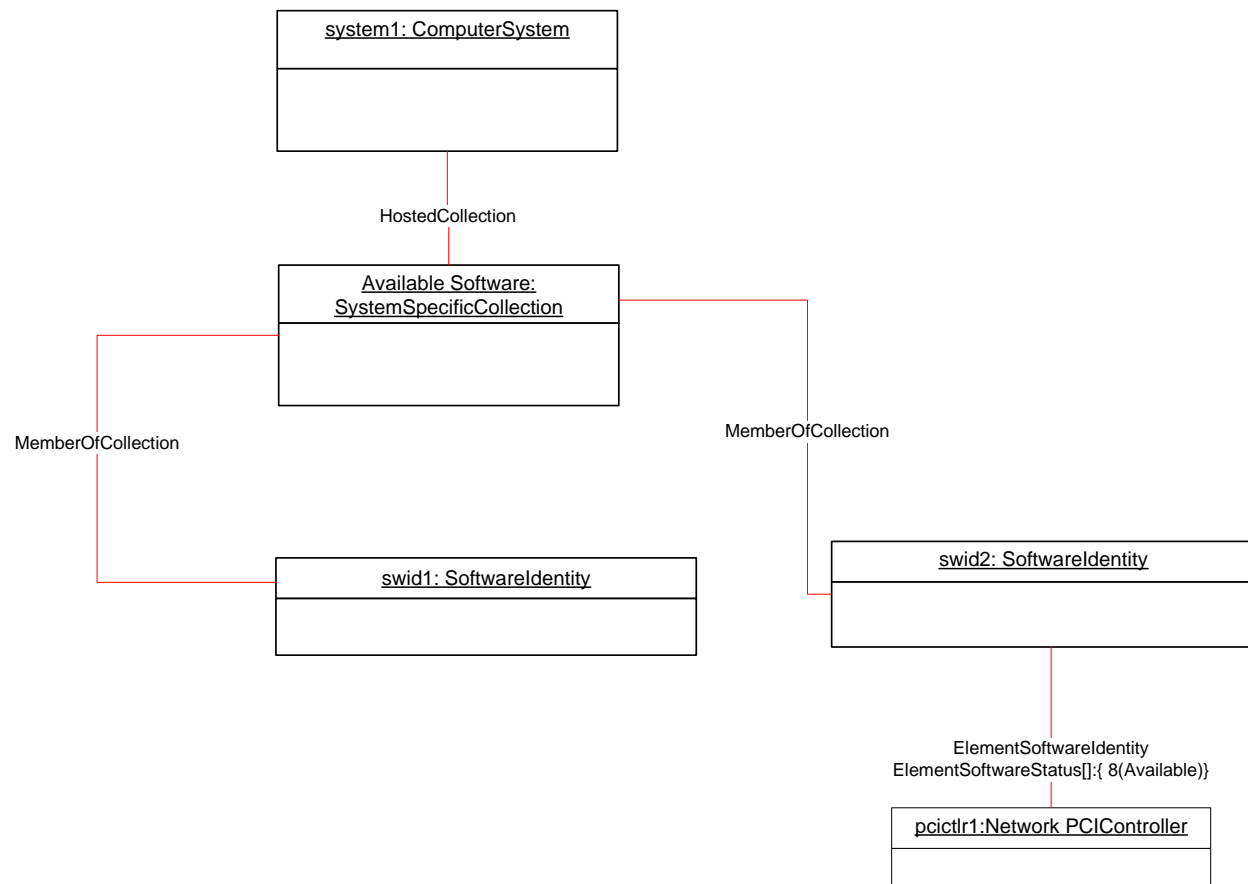 system1: ComputerSystem
HostedCollection
Available Software:
SystemSpecificCollection
MemberOfCollection
MemberOfCollection
swid1: SoftwareIdentity
swid2: SoftwareIdentity
ElementSoftwareIdentity
ElementSoftwareStatus[]:{ 8(Available)}
pcictlr1:Network PCIController